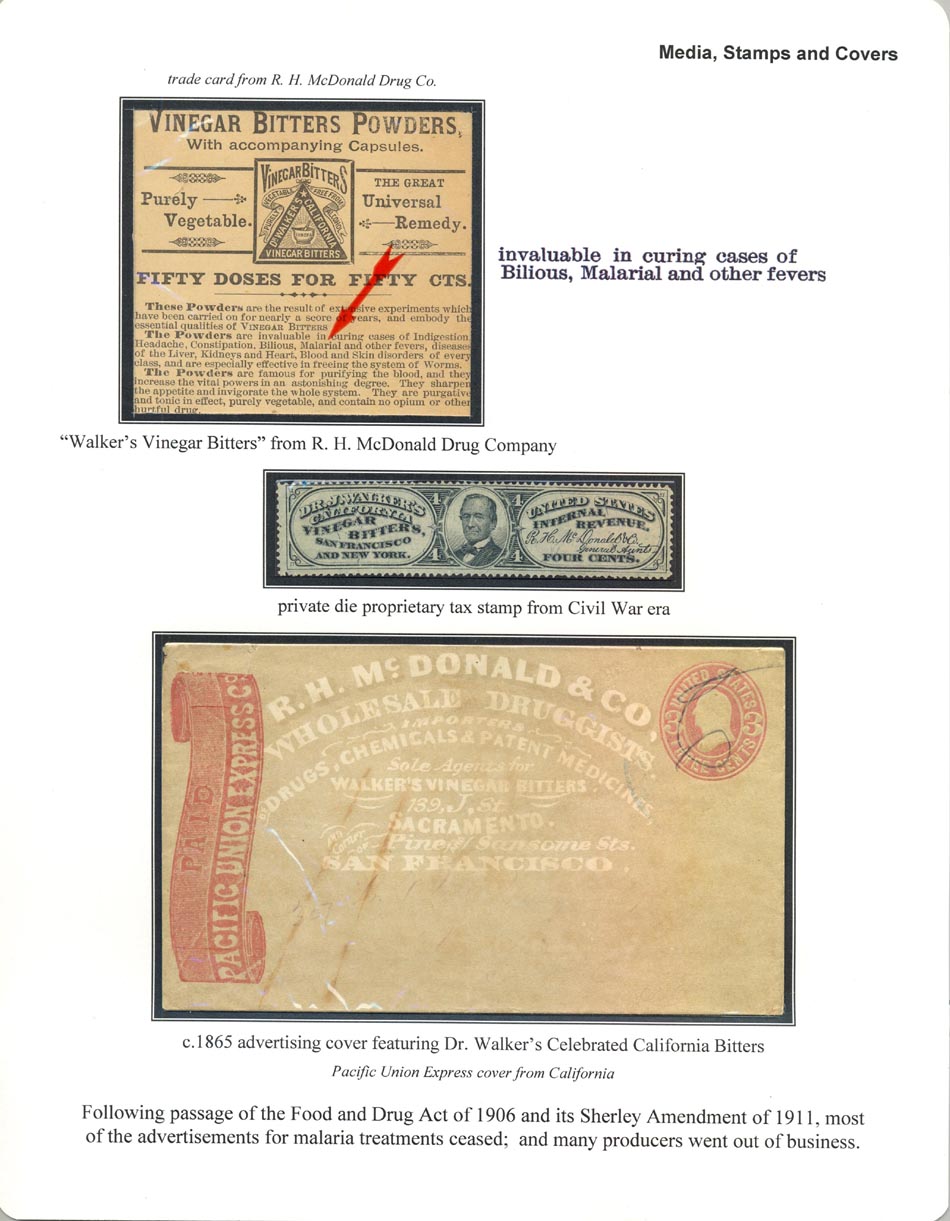 Media, Stamps and Covers
trade card from R. H. McDonald Drug Co.
VINEGAR BITTERS POWDERS,
With accompanying Capsules.
Purely
Vegetable.
VINEGAR BITTERS
PURELY VEGETABLE
FREE FROM ALCOHOL
DR. WALKER'S CALIFORNIA
VINEGAR BITTERS
THE GREAT
Universal
Remedy.
FIFTY DOSES FOR FIFTY CTS.
These Powders are the result of extensive experiments which
have been carried on for nearly a score of years, and embody the
essential qualities of VINEGAR BITTERS
The Powders are invaluable in curing cases of Indigestion,
Headache, Constipation, Bilious, Malarial and other fevers, diseases
of the Liver, Kidneys and Heart, Blood and Skin disorders of every
class, and are especially effective in freeing the system of Worms.
The Powders are famous for purifying the blood, and they
increase the vital powers in an astonishing degree. They sharpen
the appetite and invigorate the whole system. They are purgative
and tonic in effect, purely vegetable, and contain no opium or other
hurtful drug.
invaluable in curing cases of
Bilious, Malarial and other fevers
“Walker’s Vinegar Bitters” from R. H. McDonald Drug Company
DR. J. WALKER'S
CALIFORNIA
VINEGAR
BITTERS,
SAN FRANCISCO
AND NEW YORK.
4 4
4 4
UNITED STATES
INTERNAL
REVENUE.
R. H. McDonald & Co.
General Agents
FOUR CENTS.
private die proprietary tax stamp from Civil War era
PAID
PACIFIC UNION EXPRESS CO
R. H. McDONALD & CO,
WHOLESALE DRUGGISTS.
IMPORTERS
DRUGS, CHEMICALS & PATENT MEDICINES,
Sole Agents for
WALKER'S VINEGAR BITTERS
139, J. St
SACRAMENTO.
Corner
Pine & Sansome Sts.
SAN FRANCISCO.
UNITED STATES
THREE CENTS
3 3
c.1865 advertising cover featuring Dr. Walker’s Celebrated California Bitters
Pacific Union Express cover from California
Following passage of the Food and Drug Act of 1906 and its Sherley Amendment of 1911, most
of the advertisements for malaria treatments ceased; and many producers went out of business.